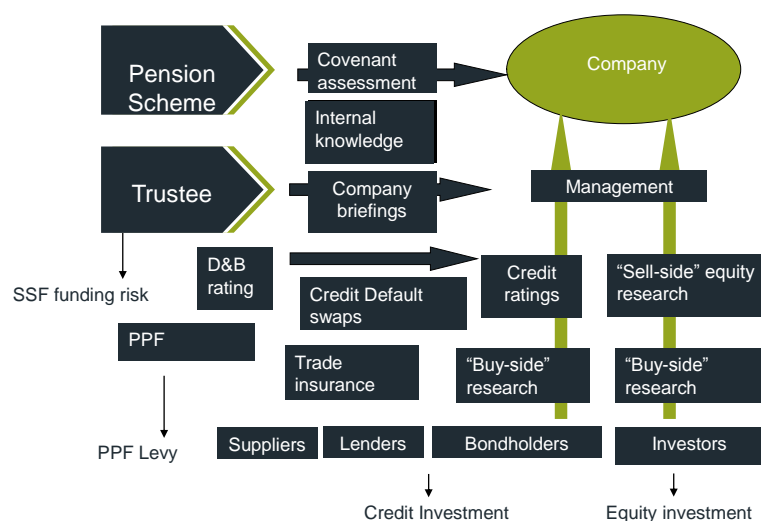 Pension
Scheme
Covenant
assessment
Company
Internal
knowledge
Trustee
Company
briefings
Management
SSF funding risk
D&B
rating
Credit Default
swaps
Credit
ratings
“Sell-side” equity
research
PPF
Trade
insurance
“Buy-side”
research
“Buy-side”
research
PPF Levy
Suppliers
Lenders
Bondholders
Investors
Credit Investment
Equity investment